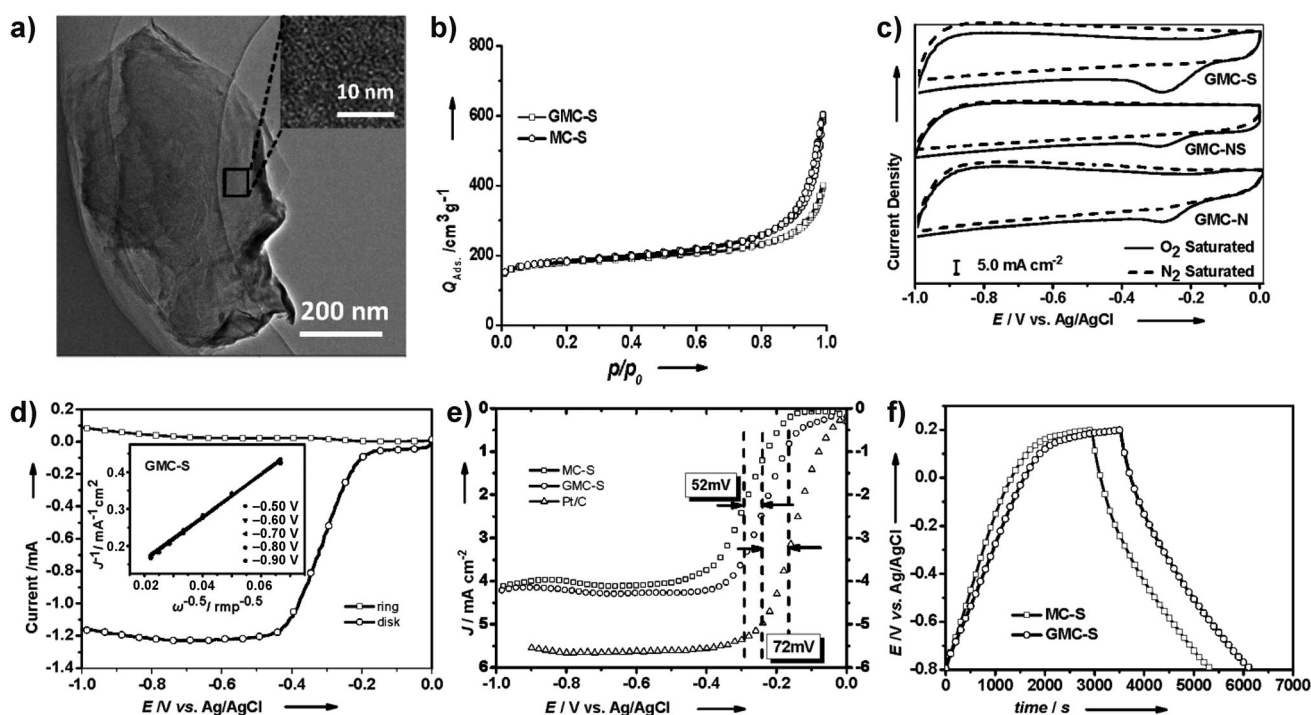 a)
10 nm
200 nm
b)
800
600
400
200
0
Q Ads. /cm³ g⁻¹
GMC-S
MC-S
0.0 0.2 0.4 0.6 0.8 1.0
p/p₀
c)
Current Density
GMC-S
GMC-NS
GMC-N
O₂ Saturated
N₂ Saturated
5.0 mA cm⁻²
-1.0 -0.8 -0.6 -0.4 -0.2 0.0
E / V vs. Ag/AgCl
d)
0.2
0.0
-0.2
-0.4
-0.6
-0.8
-1.0
-1.2
-1.4
Current /mA
GMC-S
0.4
0.3
0.2
J⁻¹/ mA⁻¹cm²
–0.50 V
–0.60 V
–0.70 V
–0.80 V
–0.90 V
0.02 0.04 0.06
ω⁻⁰·⁵/ rmp⁻⁰·⁵
ring
disk
-1.0 -0.8 -0.6 -0.4 -0.2 0.0
E /V vs. Ag/AgCl
e)
0
1
2
3
4
5
6
J / mA cm⁻²
MC-S
GMC-S
Pt/C
52mV
72mV
0
-1
-2
-3
-4
-5
-6
-1.0 -0.8 -0.6 -0.4 -0.2 0.0
E / V vs. Ag/AgCl
f)
0.2
0.0
-0.2
-0.4
-0.6
-0.8
E /V vs. Ag/AgCl
MC-S
GMC-S
0 1000 2000 3000 4000 5000 6000 7000
time / s